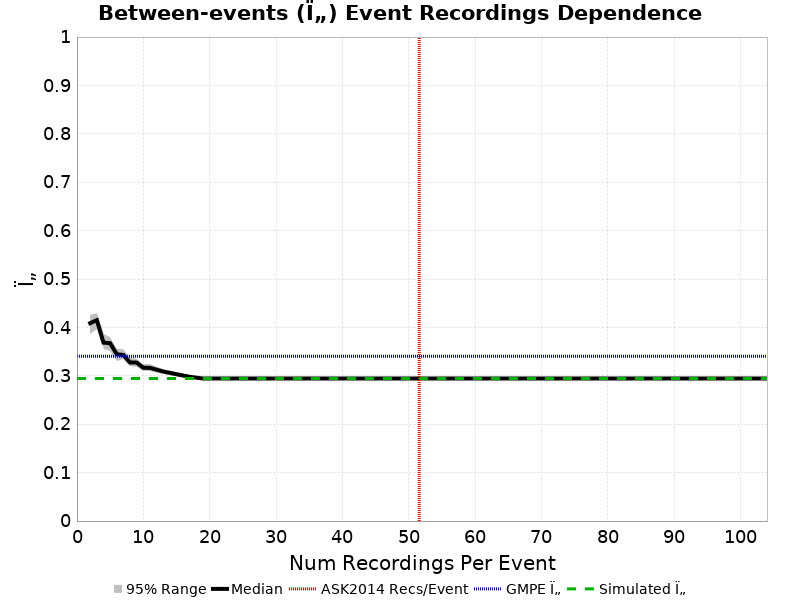 Between-events (Ï„) Event Recordings Dependence
1
0.9
0.8
0.7
0.6
0.5
0.4
0.3
0.2
0.1
0
Ï„
0 10 20 30 40 50 60 70 80 90 100
Num Recordings Per Event
95% Range Median ASK2014 Recs/Event GMPE Ï„ Simulated Ï„